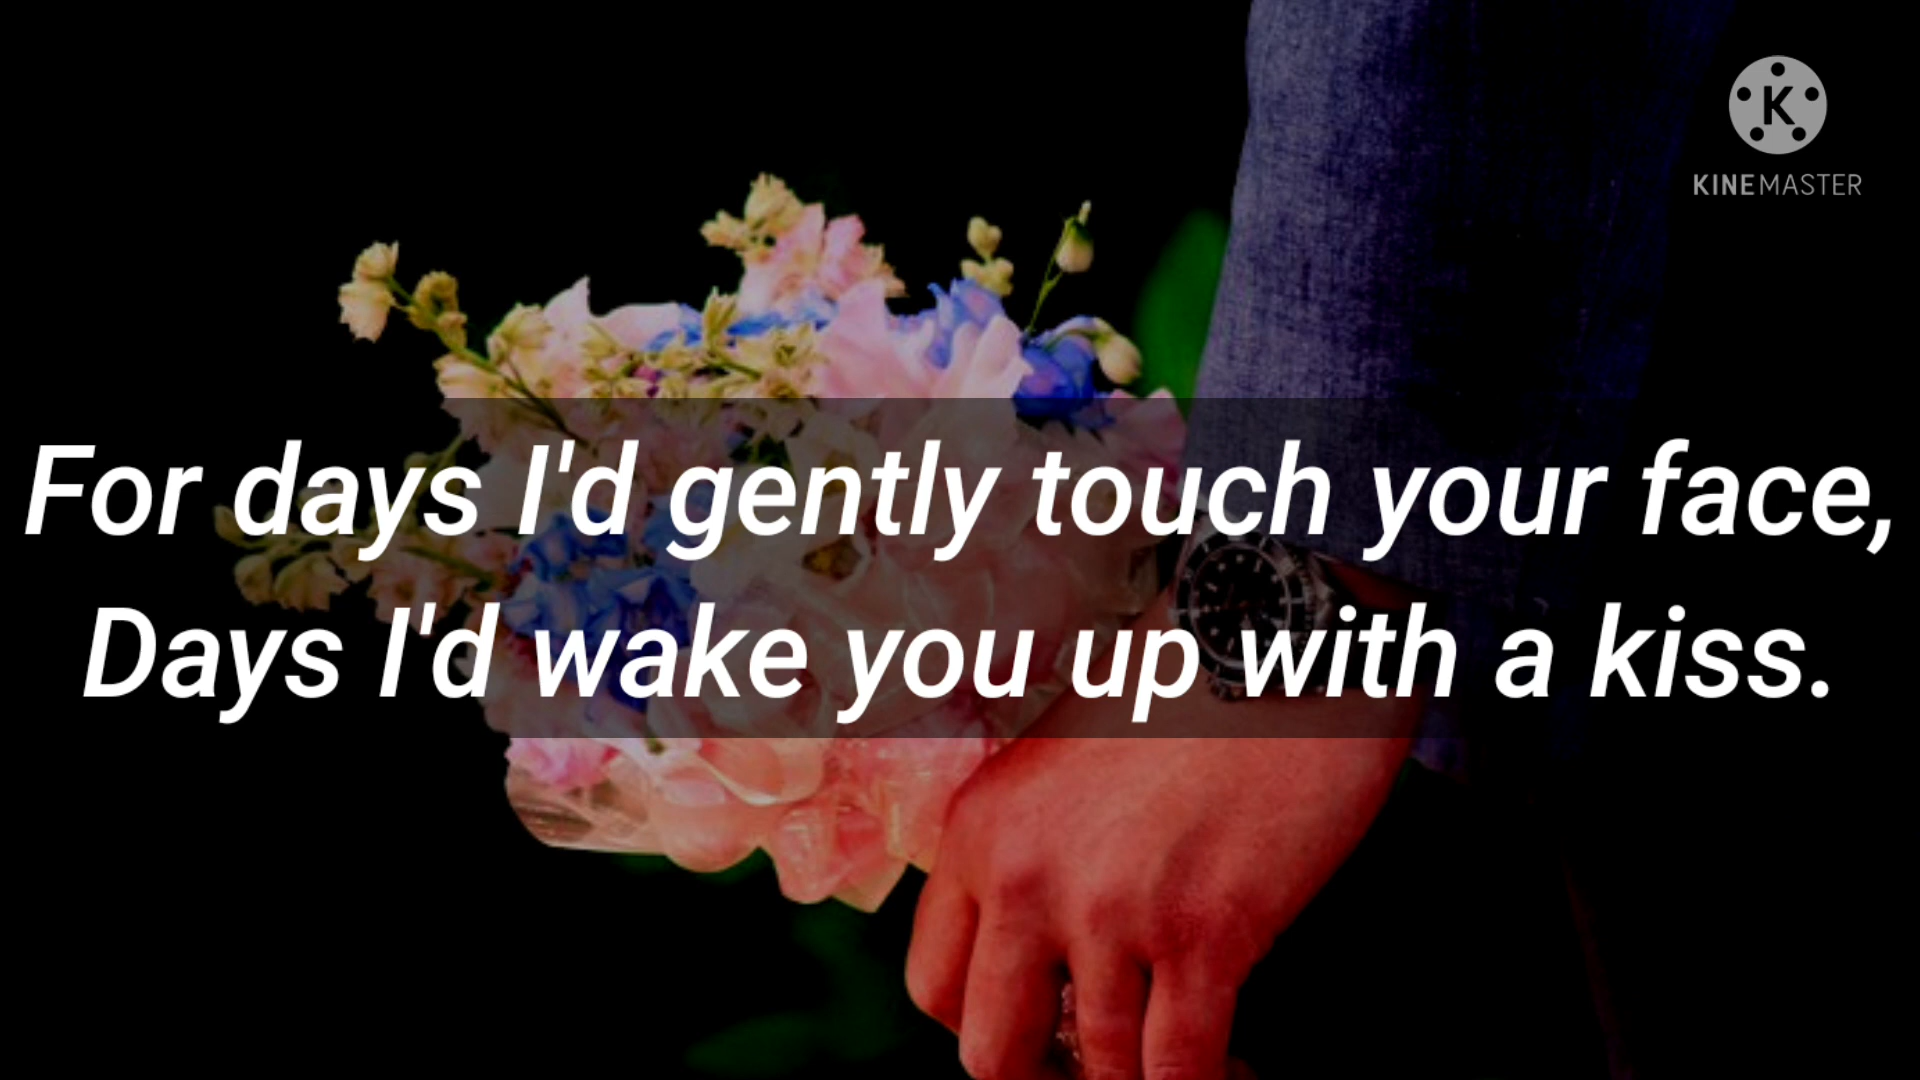 K
KINEMASTER
For days I'd gently touch your face,
Days I'd wake you up with a kiss.